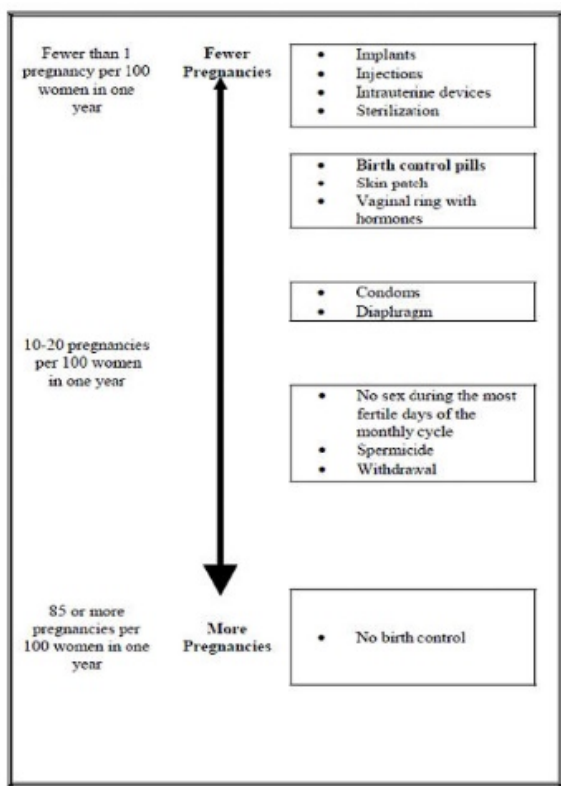 Fewer than 1
pregnancy per 100
women in one
year
Fewer
Pregnancies
• Implants
• Injections
• Intrauterine devices
• Sterilization
• Birth control pills
• Skin patch
• Vaginal ring with
hormones
• Condoms
• Diaphragm
10-20 pregnancies
per 100 women
in one year
• No sex during the most
fertile days of the
monthly cycle
• Spermicide
• Withdrawal
85 or more
pregnancies per
100 women in one
year
More
Pregnancies
• No birth control